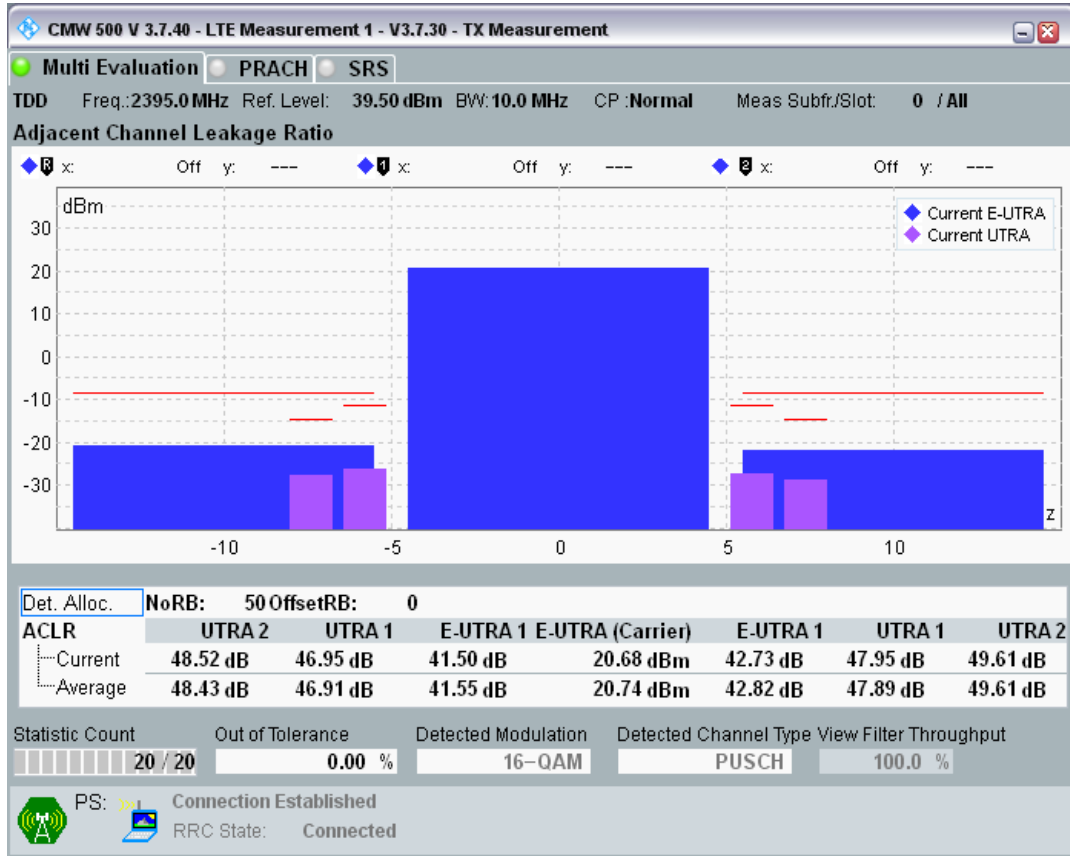 CMW 500 V 3.7.40 - LTE Measurement 1 - V3.7.30 - TX Measurement
Multi Evaluation PRACH SRS
TDD Freq.:2395.0 MHz Ref. Level: 39.50 dBm BW: 10.0 MHz CP :Normal Meas Subfr./Slot: 0 / All
Adjacent Channel Leakage Ratio
R x: Off y: --- 1 x: Off y: --- 2 x: Off y: ---
dBm
Current E-UTRA
Current UTRA
30
20
10
0
-10
-20
-30
z
-10 -5 0 5 10
Det. Alloc. NoRB: 50 OffsetRB: 0
ACLR UTRA 2 UTRA 1 E-UTRA 1 E-UTRA (Carrier) E-UTRA 1 UTRA 1 UTRA 2
Current 48.52 dB 46.95 dB 41.50 dB 20.68 dBm 42.73 dB 47.95 dB 49.61 dB
Average 48.43 dB 46.91 dB 41.55 dB 20.74 dBm 42.82 dB 47.89 dB 49.61 dB
Statistic Count Out of Tolerance Detected Modulation Detected Channel Type View Filter Throughput
20 / 20 0.00 % 16-QAM PUSCH 100.0 %
PS: Connection Established
RRC State: Connected